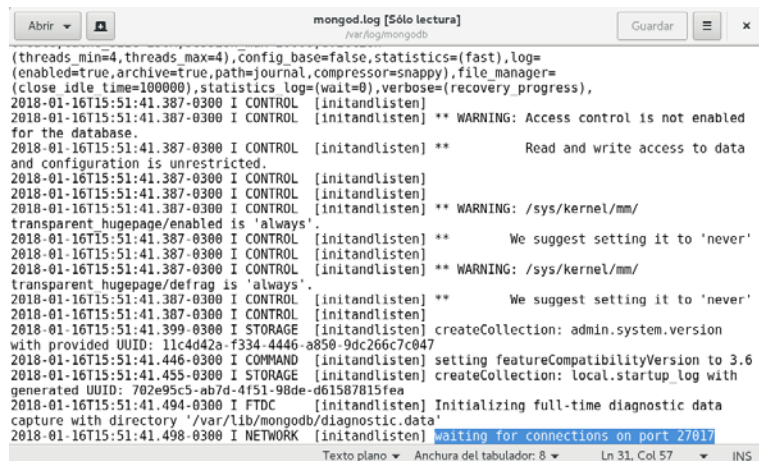 Abrir
mongod.log [Sólo lectura]
/var/log/mongodb
Guardar
(threads_min=4,threads_max=4),config_base=false,statistics=(fast),log=
(enabled=true,archive=true,path=journal,compressor=snappy),file_manager=
(close_idle_time=100000),statistics_log=(wait=0),verbose=(recovery_progress),
2018-01-16T15:51:41.387-0300 I CONTROL  [initandlisten]
2018-01-16T15:51:41.387-0300 I CONTROL  [initandlisten] ** WARNING: Access control is not enabled
for the database.
2018-01-16T15:51:41.387-0300 I CONTROL  [initandlisten] **          Read and write access to data
and configuration is unrestricted.
2018-01-16T15:51:41.387-0300 I CONTROL  [initandlisten]
2018-01-16T15:51:41.387-0300 I CONTROL  [initandlisten]
2018-01-16T15:51:41.387-0300 I CONTROL  [initandlisten] ** WARNING: /sys/kernel/mm/
transparent_hugepage/enabled is 'always'.
2018-01-16T15:51:41.387-0300 I CONTROL  [initandlisten] **        We suggest setting it to 'never'
2018-01-16T15:51:41.387-0300 I CONTROL  [initandlisten]
2018-01-16T15:51:41.387-0300 I CONTROL  [initandlisten] ** WARNING: /sys/kernel/mm/
transparent_hugepage/defrag is 'always'.
2018-01-16T15:51:41.387-0300 I CONTROL  [initandlisten] **        We suggest setting it to 'never'
2018-01-16T15:51:41.387-0300 I CONTROL  [initandlisten]
2018-01-16T15:51:41.399-0300 I STORAGE  [initandlisten] createCollection: admin.system.version
with provided UUID: 11c4d42a-f334-4446-a850-9dc266c7c047
2018-01-16T15:51:41.446-0300 I COMMAND  [initandlisten] setting featureCompatibilityVersion to 3.6
2018-01-16T15:51:41.455-0300 I STORAGE  [initandlisten] createCollection: local.startup_log with
generated UUID: 702e95c5-ab7d-4f51-98de-d61587815fea
2018-01-16T15:51:41.494-0300 I FTDC     [initandlisten] Initializing full-time diagnostic data
capture with directory '/var/lib/mongodb/diagnostic.data'
2018-01-16T15:51:41.498-0300 I NETWORK  [initandlisten] waiting for connections on port 27017
Texto plano Anchura del tabulador: 8 Ln 31, Col 57 INS